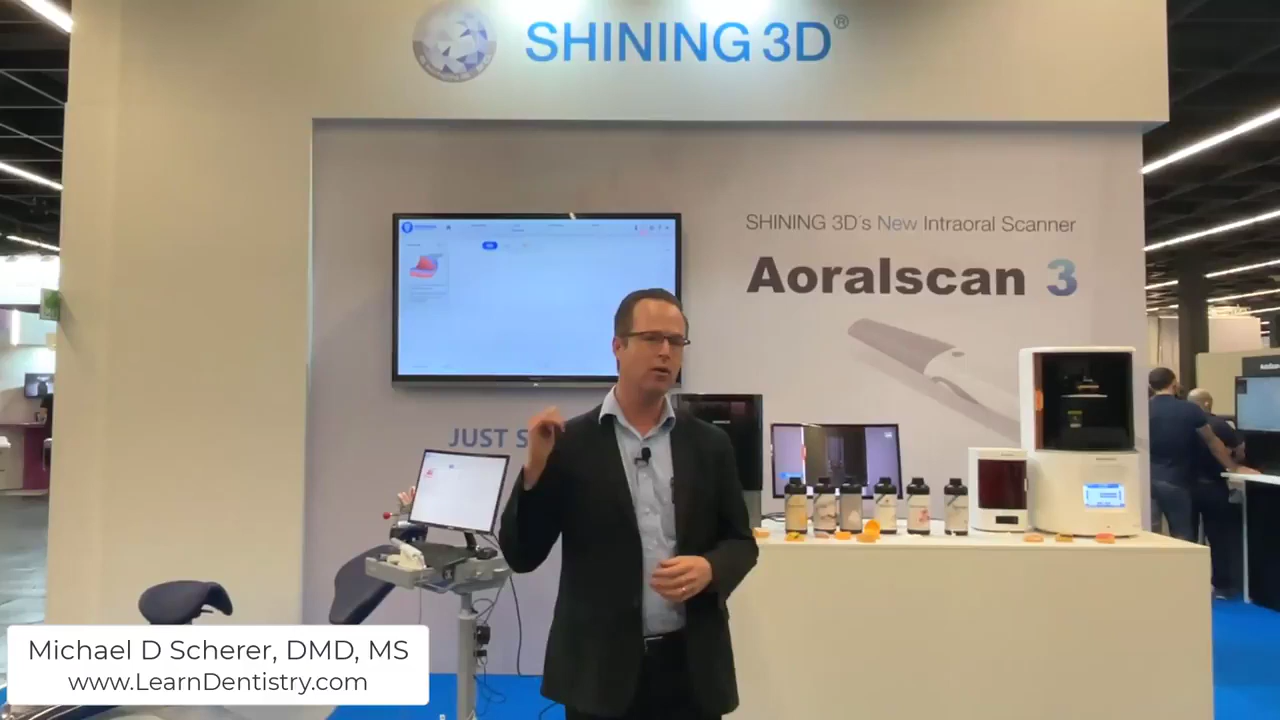 SHINING 3D®
SHINING 3D's New Intraoral Scanner
Aoralscan 3
JUST S
Michael D Scherer, DMD, MS
www.LearnDentistry.com